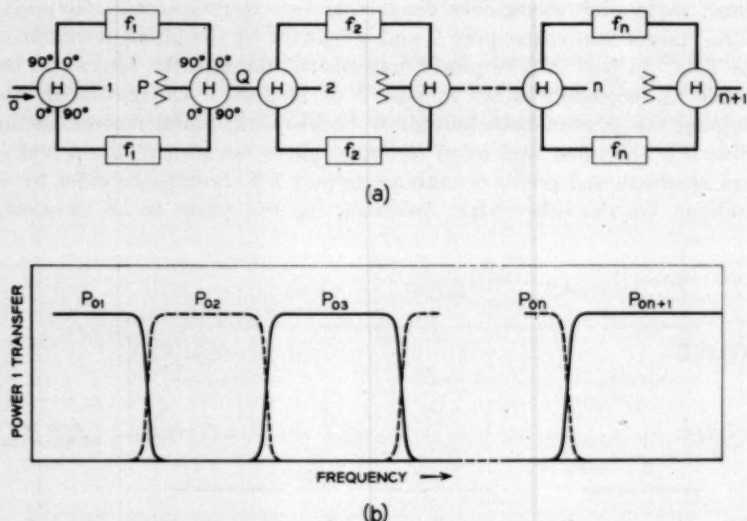 f1 f2 fn
90° 0° 90° 0°
0 H 1 P H Q H 2 H H n H n+1
0° 90° 0° 90°
f1 f2 fn
(a)
P01 P02 P03 P0n P0n+1
POWER TRANSFER
FREQUENCY
(b)